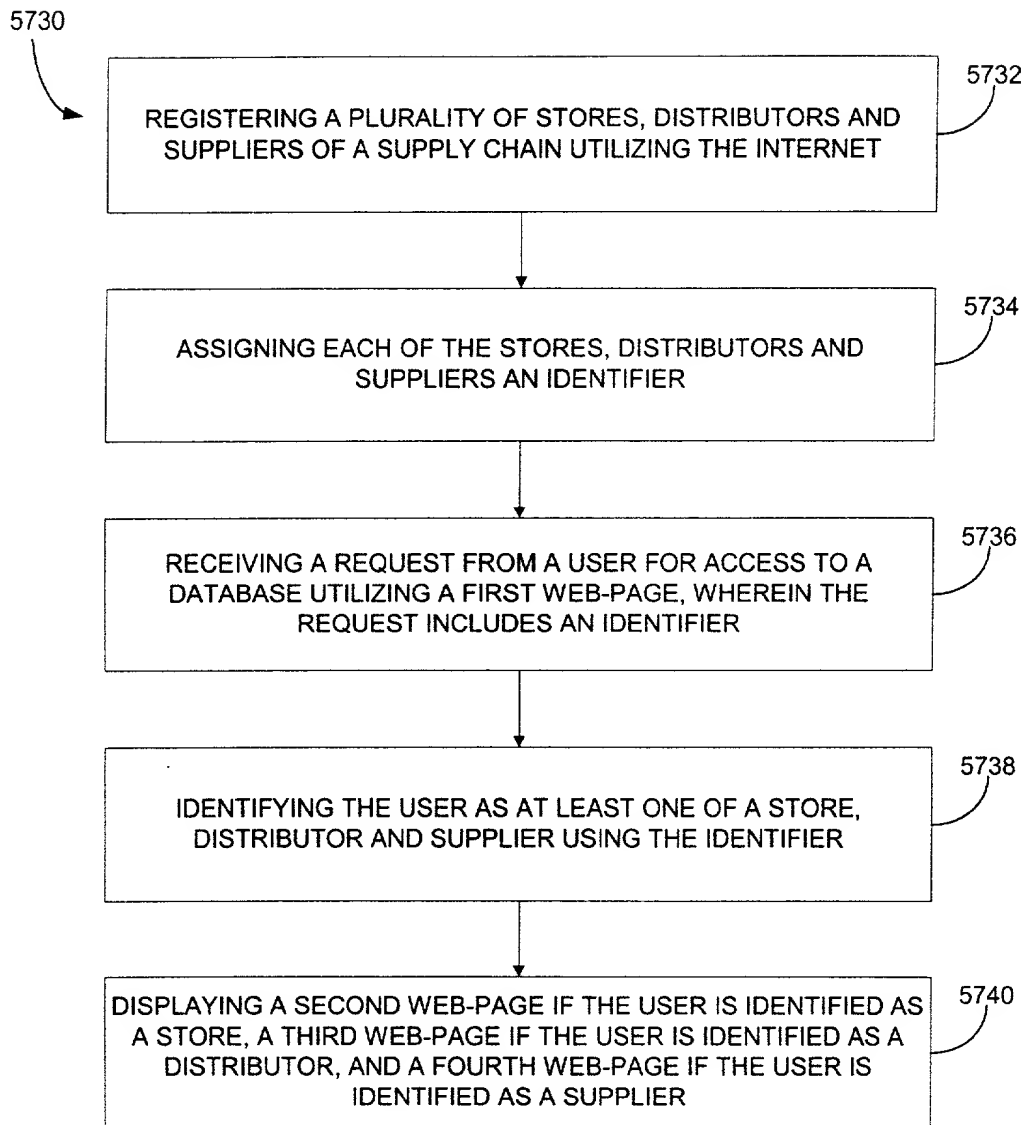 5730
5732
REGISTERING A PLURALITY OF STORES, DISTRIBUTORS AND
SUPPLIERS OF A SUPPLY CHAIN UTILIZING THE INTERNET
5734
ASSIGNING EACH OF THE STORES, DISTRIBUTORS AND
SUPPLIERS AN IDENTIFIER
5736
RECEIVING A REQUEST FROM A USER FOR ACCESS TO A
DATABASE UTILIZING A FIRST WEB-PAGE, WHEREIN THE
REQUEST INCLUDES AN IDENTIFIER
5738
IDENTIFYING THE USER AS AT LEAST ONE OF A STORE,
DISTRIBUTOR AND SUPPLIER USING THE IDENTIFIER
5740
DISPLAYING A SECOND WEB-PAGE IF THE USER IS IDENTIFIED AS
A STORE, A THIRD WEB-PAGE IF THE USER IS IDENTIFIED AS A
DISTRIBUTOR, AND A FOURTH WEB-PAGE IF THE USER IS
IDENTIFIED AS A SUPPLIER